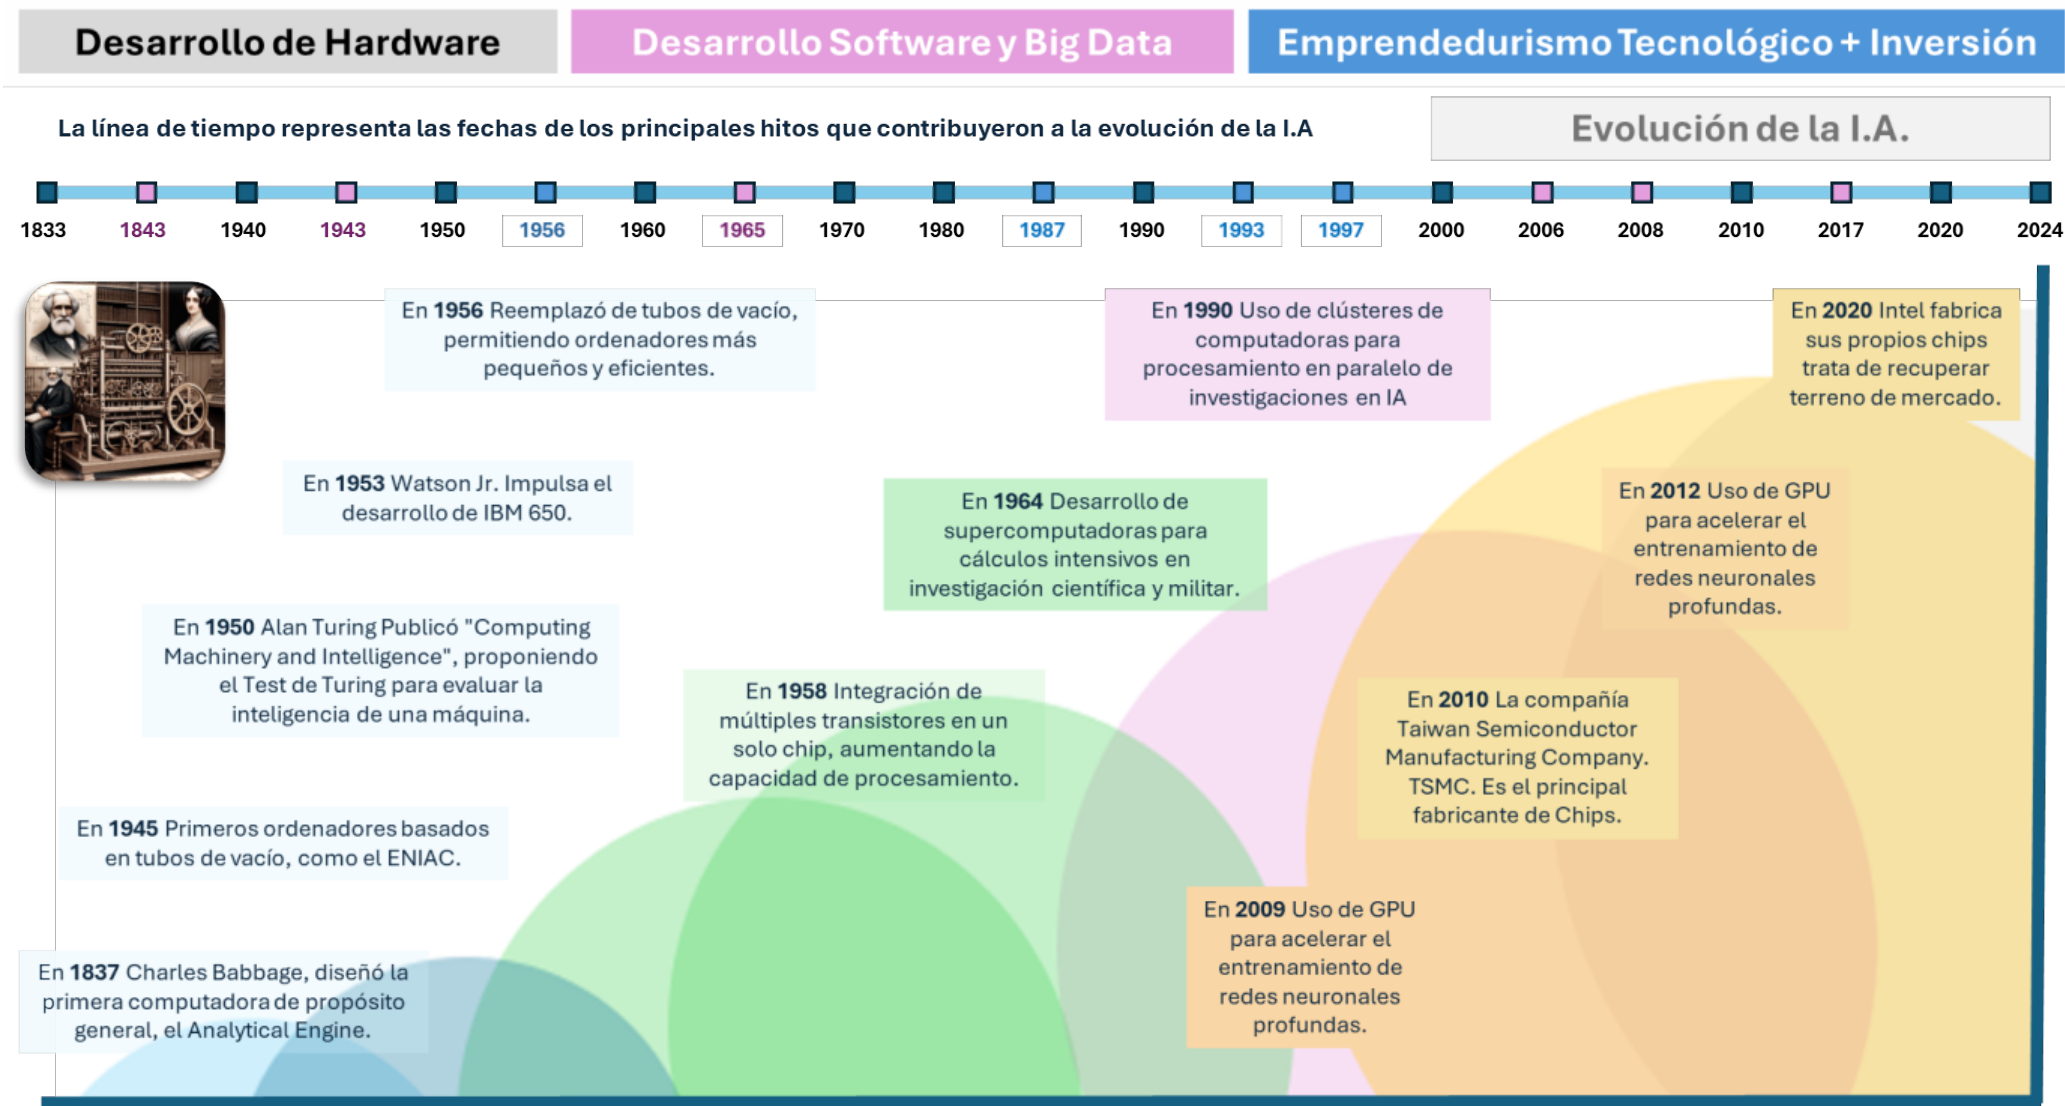 Desarrollo de Hardware
Desarrollo Software y Big Data
Emprendedurismo Tecnológico + Inversión
La línea de tiempo representa las fechas de los principales hitos que contribuyeron a la evolución de la I.A
Evolución de la I.A.
1833 1843 1940 1943 1950 1956 1960 1965 1970 1980 1987 1990 1993 1997 2000 2006 2008 2010 2017 2020 2024
En 1956 Reemplazó de tubos de vacío,
permitiendo ordenadores más
pequeños y eficientes.
En 1990 Uso de clústeres de
computadoras para
procesamiento en paralelo de
investigaciones en IA
En 2020 Intel fabrica
sus propios chips
trata de recuperar
terreno de mercado.
En 1953 Watson Jr. Impulsa el
desarrollo de IBM 650.
En 1964 Desarrollo de
supercomputadoras para
cálculos intensivos en
investigación científica y militar.
En 2012 Uso de GPU
para acelerar el
entrenamiento de
redes neuronales
profundas.
En 1950 Alan Turing Publicó "Computing
Machinery and Intelligence", proponiendo
el Test de Turing para evaluar la
inteligencia de una máquina.
En 1958 Integración de
múltiples transistores en un
solo chip, aumentando la
capacidad de procesamiento.
En 2010 La compañía
Taiwan Semiconductor
Manufacturing Company.
TSMC. Es el principal
fabricante de Chips.
En 1945 Primeros ordenadores basados
en tubos de vacío, como el ENIAC.
En 2009 Uso de GPU
para acelerar el
entrenamiento de
redes neuronales
profundas.
En 1837 Charles Babbage, diseñó la
primera computadora de propósito
general, el Analytical Engine.